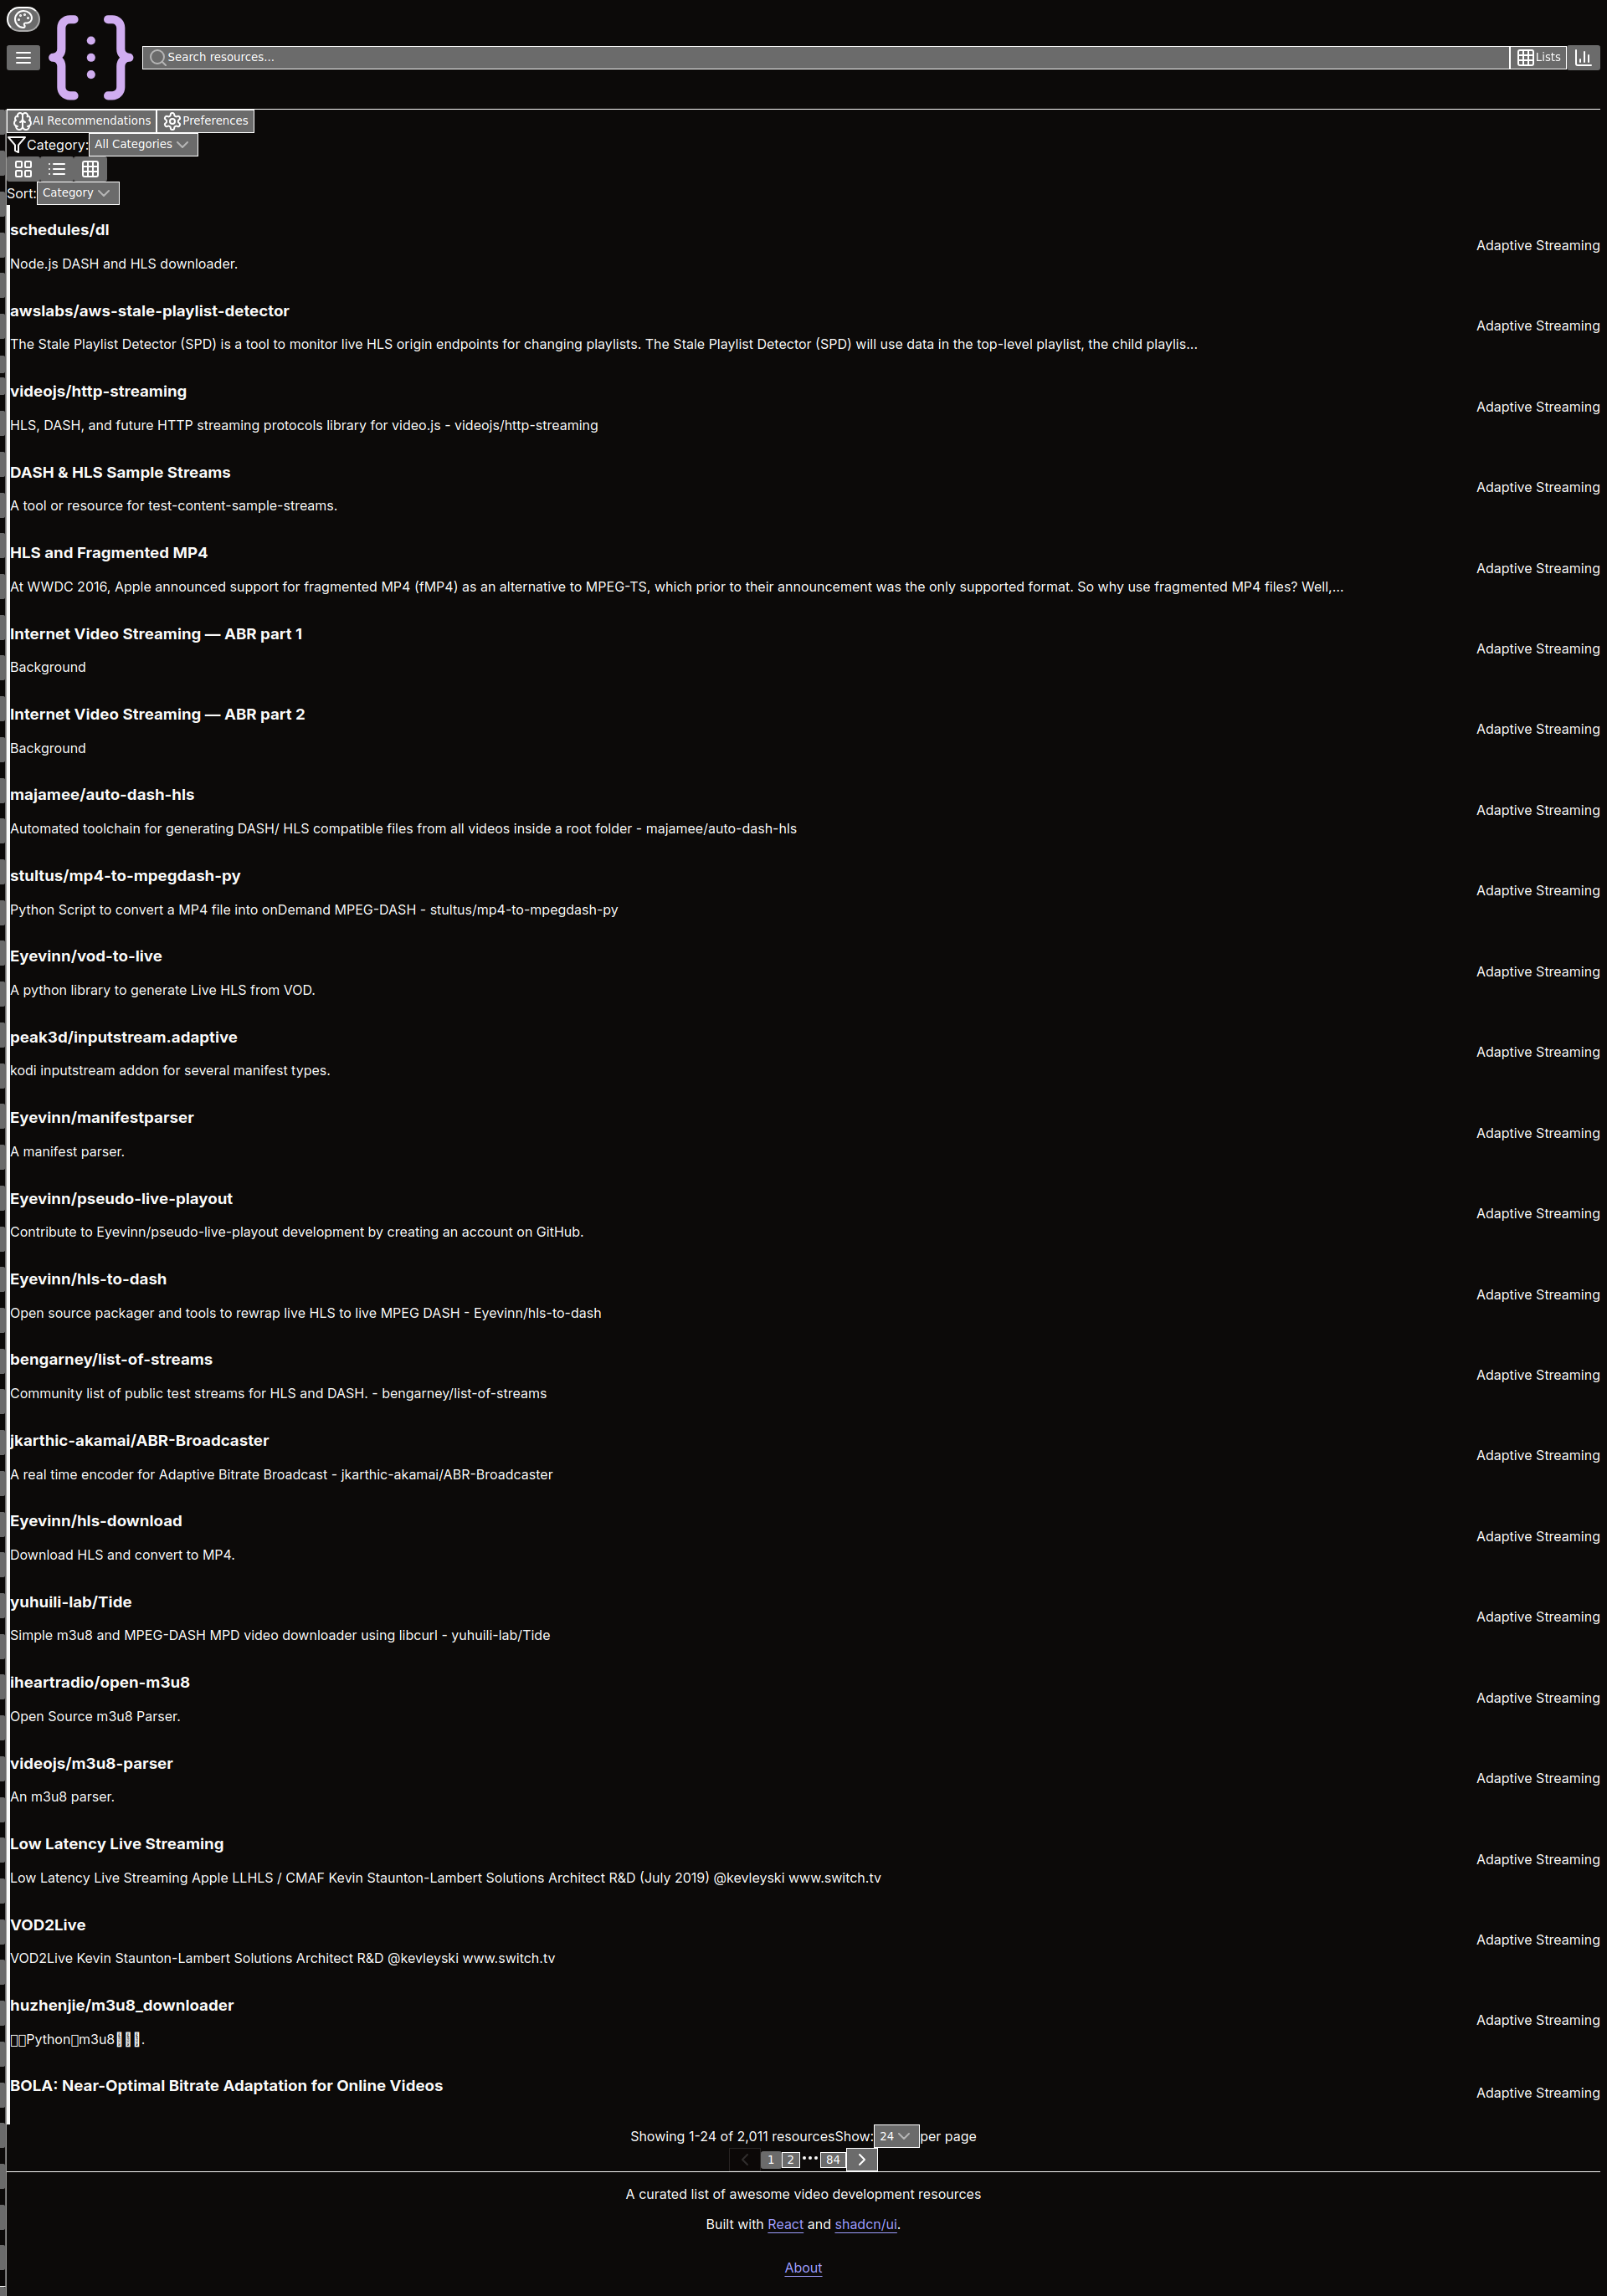 Search resources...
Lists
AI Recommendations
Preferences
Category:
All Categories
Sort:
Category
schedules/dl
Node.js DASH and HLS downloader.
Adaptive Streaming
awslabs/aws-stale-playlist-detector
The Stale Playlist Detector (SPD) is a tool to monitor live HLS origin endpoints for changing playlists. The Stale Playlist Detector (SPD) will use data in the top-level playlist, the child playlis...
Adaptive Streaming
videojs/http-streaming
HLS, DASH, and future HTTP streaming protocols library for video.js - videojs/http-streaming
Adaptive Streaming
DASH & HLS Sample Streams
A tool or resource for test-content-sample-streams.
Adaptive Streaming
HLS and Fragmented MP4
At WWDC 2016, Apple announced support for fragmented MP4 (fMP4) as an alternative to MPEG-TS, which prior to their announcement was the only supported format. So why use fragmented MP4 files? Well,...
Adaptive Streaming
Internet Video Streaming — ABR part 1
Background
Adaptive Streaming
Internet Video Streaming — ABR part 2
Background
Adaptive Streaming
majamee/auto-dash-hls
Automated toolchain for generating DASH/ HLS compatible files from all videos inside a root folder - majamee/auto-dash-hls
Adaptive Streaming
stultus/mp4-to-mpegdash-py
Python Script to convert a MP4 file into onDemand MPEG-DASH - stultus/mp4-to-mpegdash-py
Adaptive Streaming
Eyevinn/vod-to-live
A python library to generate Live HLS from VOD.
Adaptive Streaming
peak3d/inputstream.adaptive
kodi inputstream addon for several manifest types.
Adaptive Streaming
Eyevinn/manifestparser
A manifest parser.
Adaptive Streaming
Eyevinn/pseudo-live-playout
Contribute to Eyevinn/pseudo-live-playout development by creating an account on GitHub.
Adaptive Streaming
Eyevinn/hls-to-dash
Open source packager and tools to rewrap live HLS to live MPEG DASH - Eyevinn/hls-to-dash
Adaptive Streaming
bengarney/list-of-streams
Community list of public test streams for HLS and DASH. - bengarney/list-of-streams
Adaptive Streaming
jkarthic-akamai/ABR-Broadcaster
A real time encoder for Adaptive Bitrate Broadcast - jkarthic-akamai/ABR-Broadcaster
Adaptive Streaming
Eyevinn/hls-download
Download HLS and convert to MP4.
Adaptive Streaming
yuhuili-lab/Tide
Simple m3u8 and MPEG-DASH MPD video downloader using libcurl - yuhuili-lab/Tide
Adaptive Streaming
iheartradio/open-m3u8
Open Source m3u8 Parser.
Adaptive Streaming
videojs/m3u8-parser
An m3u8 parser.
Adaptive Streaming
Low Latency Live Streaming
Low Latency Live Streaming Apple LLHLS / CMAF Kevin Staunton-Lambert Solutions Architect R&D (July 2019) @kevleyski www.switch.tv
Adaptive Streaming
VOD2Live
VOD2Live Kevin Staunton-Lambert Solutions Architect R&D @kevleyski www.switch.tv
Adaptive Streaming
huzhenjie/m3u8_downloader
Python m3u8 .
Adaptive Streaming
BOLA: Near-Optimal Bitrate Adaptation for Online Videos
Adaptive Streaming
Showing 1-24 of 2,011 resources Show: 24 per page
1 2 ••• 84
A curated list of awesome video development resources
Built with React and shadcn/ui.
About